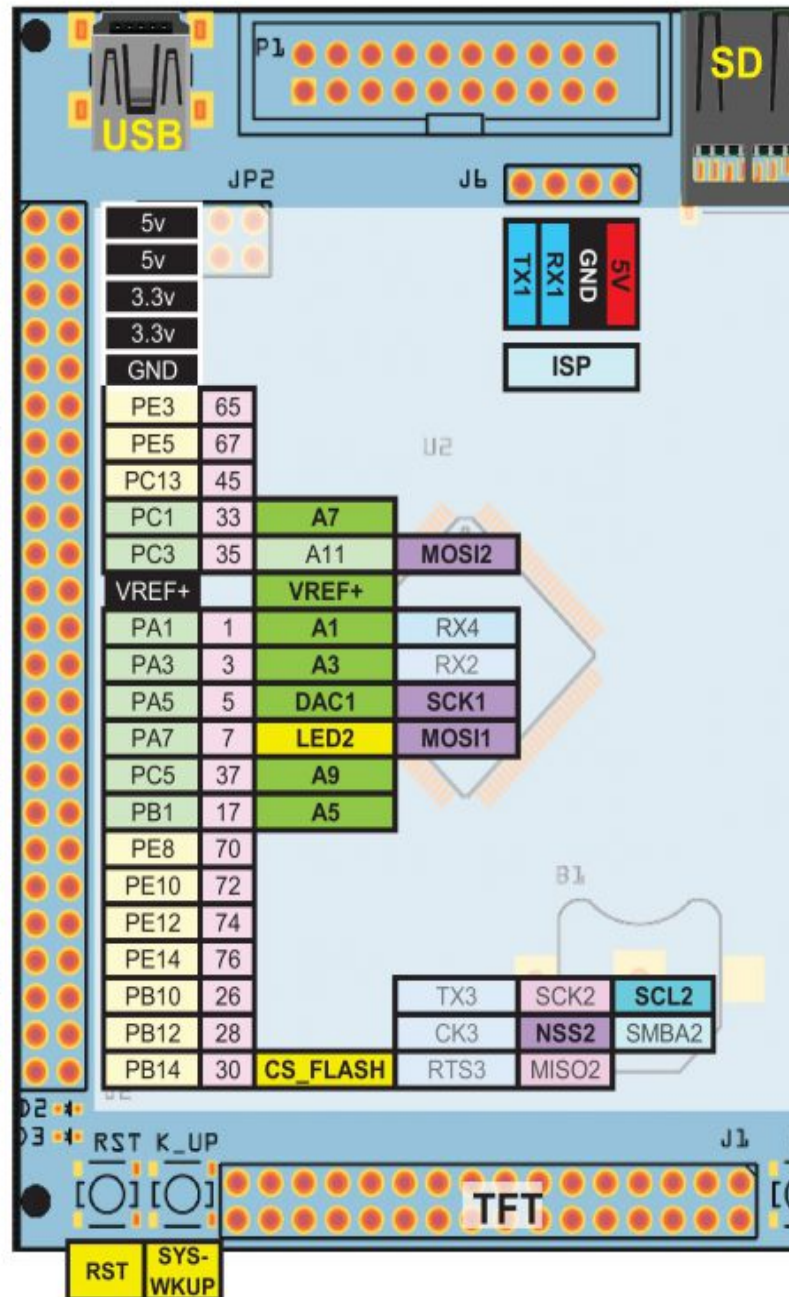 P1
SD
USB
JP2
J6
5v
5v
3.3v
3.3v
GND
TX1 RX1 GND 5V
ISP
PE3 65
PE5 67
U2
PC13 45
PC1 33 A7
PC3 35 A11 MOSI2
VREF+ VREF+
PA1 1 A1 RX4
PA3 3 A3 RX2
PA5 5 DAC1 SCK1
PA7 7 LED2 MOSI1
PC5 37 A9
PB1 17 A5
PE8 70
B1
PE10 72
PE12 74
PE14 76
PB10 26 TX3 SCK2 SCL2
PB12 28 CK3 NSS2 SMBA2
PB14 30 CS_FLASH RTS3 MISO2
D2
D3
RST K_UP
J1
TFT
RST
SYS-
WKUP